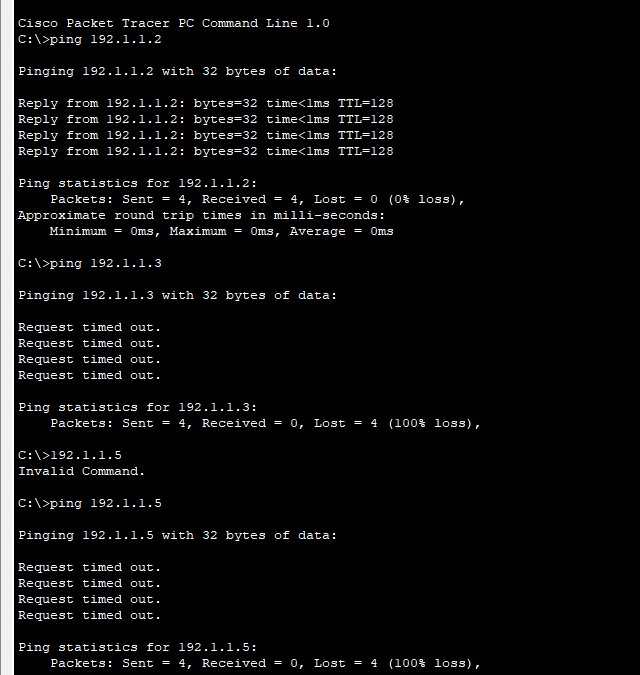 Cisco Packet Tracer PC Command Line 1.0
C:\>ping 192.1.1.2
Pinging 192.1.1.2 with 32 bytes of data:
Reply from 192.1.1.2: bytes=32 time<1ms TTL=128
Reply from 192.1.1.2: bytes=32 time<1ms TTL=128
Reply from 192.1.1.2: bytes=32 time<1ms TTL=128
Reply from 192.1.1.2: bytes=32 time<1ms TTL=128
Ping statistics for 192.1.1.2:
    Packets: Sent = 4, Received = 4, Lost = 0 (0% loss),
Approximate round trip times in milli-seconds:
    Minimum = 0ms, Maximum = 0ms, Average = 0ms
C:\>ping 192.1.1.3
Pinging 192.1.1.3 with 32 bytes of data:
Request timed out.
Request timed out.
Request timed out.
Request timed out.
Ping statistics for 192.1.1.3:
    Packets: Sent = 4, Received = 0, Lost = 4 (100% loss),
C:\>192.1.1.5
Invalid Command.
C:\>ping 192.1.1.5
Pinging 192.1.1.5 with 32 bytes of data:
Request timed out.
Request timed out.
Request timed out.
Request timed out.
Ping statistics for 192.1.1.5:
    Packets: Sent = 4, Received = 0, Lost = 4 (100% loss),